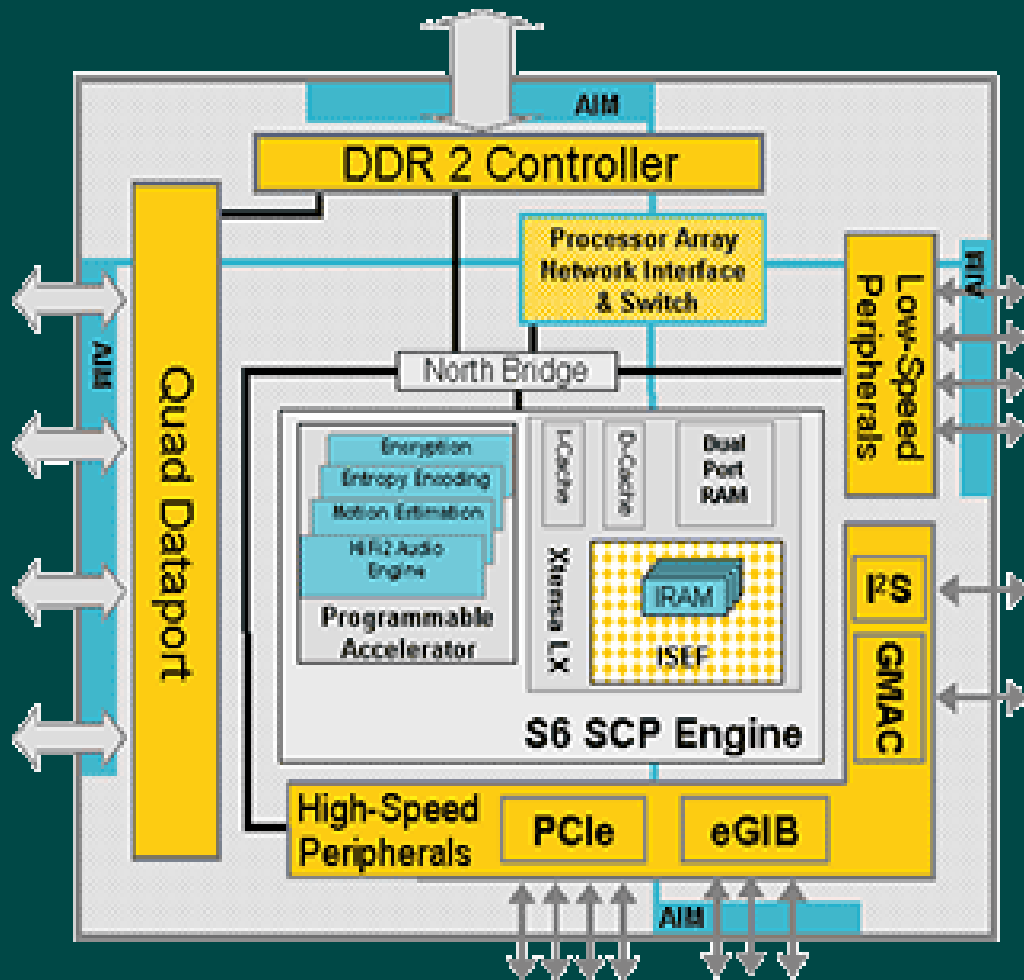 AIM
DDR 2 Controller
Processor Array
Network Interface
& Switch
Low-Speed
Peripherals
AIM
AIM
Quad Dataport
North Bridge
Encryption
Entropy Encoding
Motion Estimation
HiFi2 Audio
Engine
Programmable
Accelerator
I-Cache
D-Cache
Dual
Port
RAM
Xtensa LX
IRAM
ISEF
S6 SCP Engine
I²S
GMAC
High-Speed
Peripherals
PCIe
eGIB
AIM